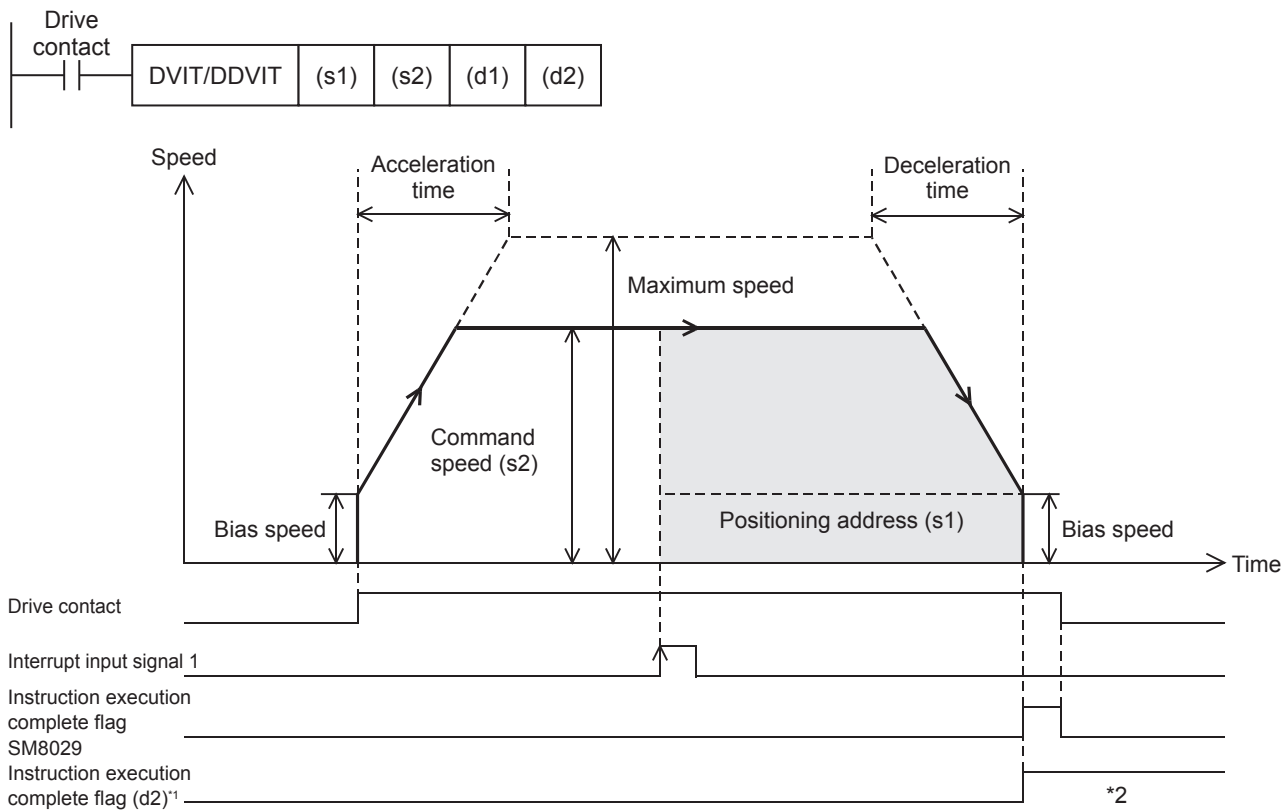 Drive
contact
DVIT/DDVIT (s1) (s2) (d1) (d2)
Speed
Acceleration
time
Deceleration
time
Maximum speed
Command
speed (s2)
Bias speed
Positioning address (s1)
Bias speed
Time
Drive contact
Interrupt input signal 1
Instruction execution
complete flag
SM8029
Instruction execution
complete flag (d2)*1
*2